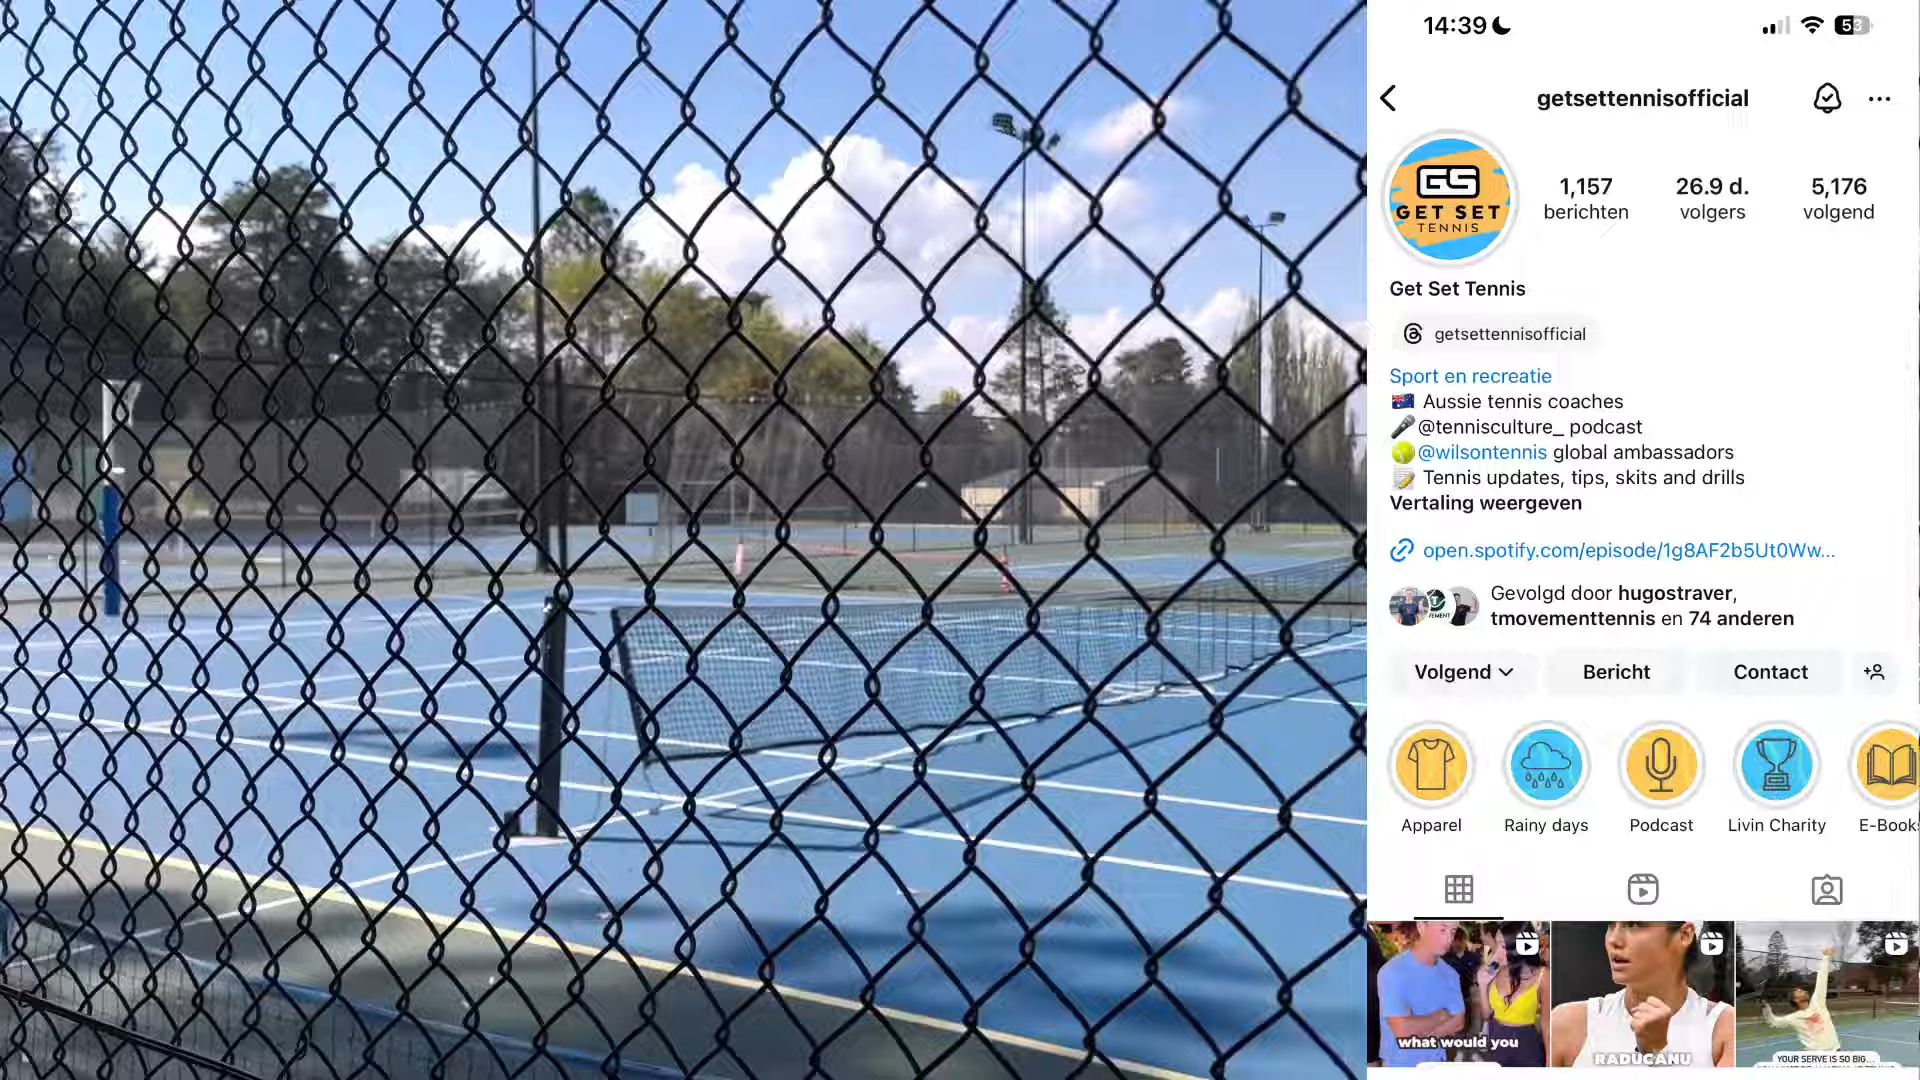 14:39
53
getsettennisofficial
GS
GET SET
TENNIS
1,157
berichten
26.9 d.
volgers
5,176
volgend
Get Set Tennis
getsettennisofficial
Sport en recreatie
Aussie tennis coaches
@tennisculture_ podcast
@wilsontennis global ambassadors
Tennis updates, tips, skits and drills
Vertaling weergeven
open.spotify.com/episode/1g8AF2b5Ut0Ww...
Gevolgd door hugostraver,
tmovementtennis en 74 anderen
Volgend
Bericht
Contact
Apparel
Rainy days
Podcast
Livin Charity
E-Book
what would you
RADUCANU
YOUR SERVE IS SO BIG...